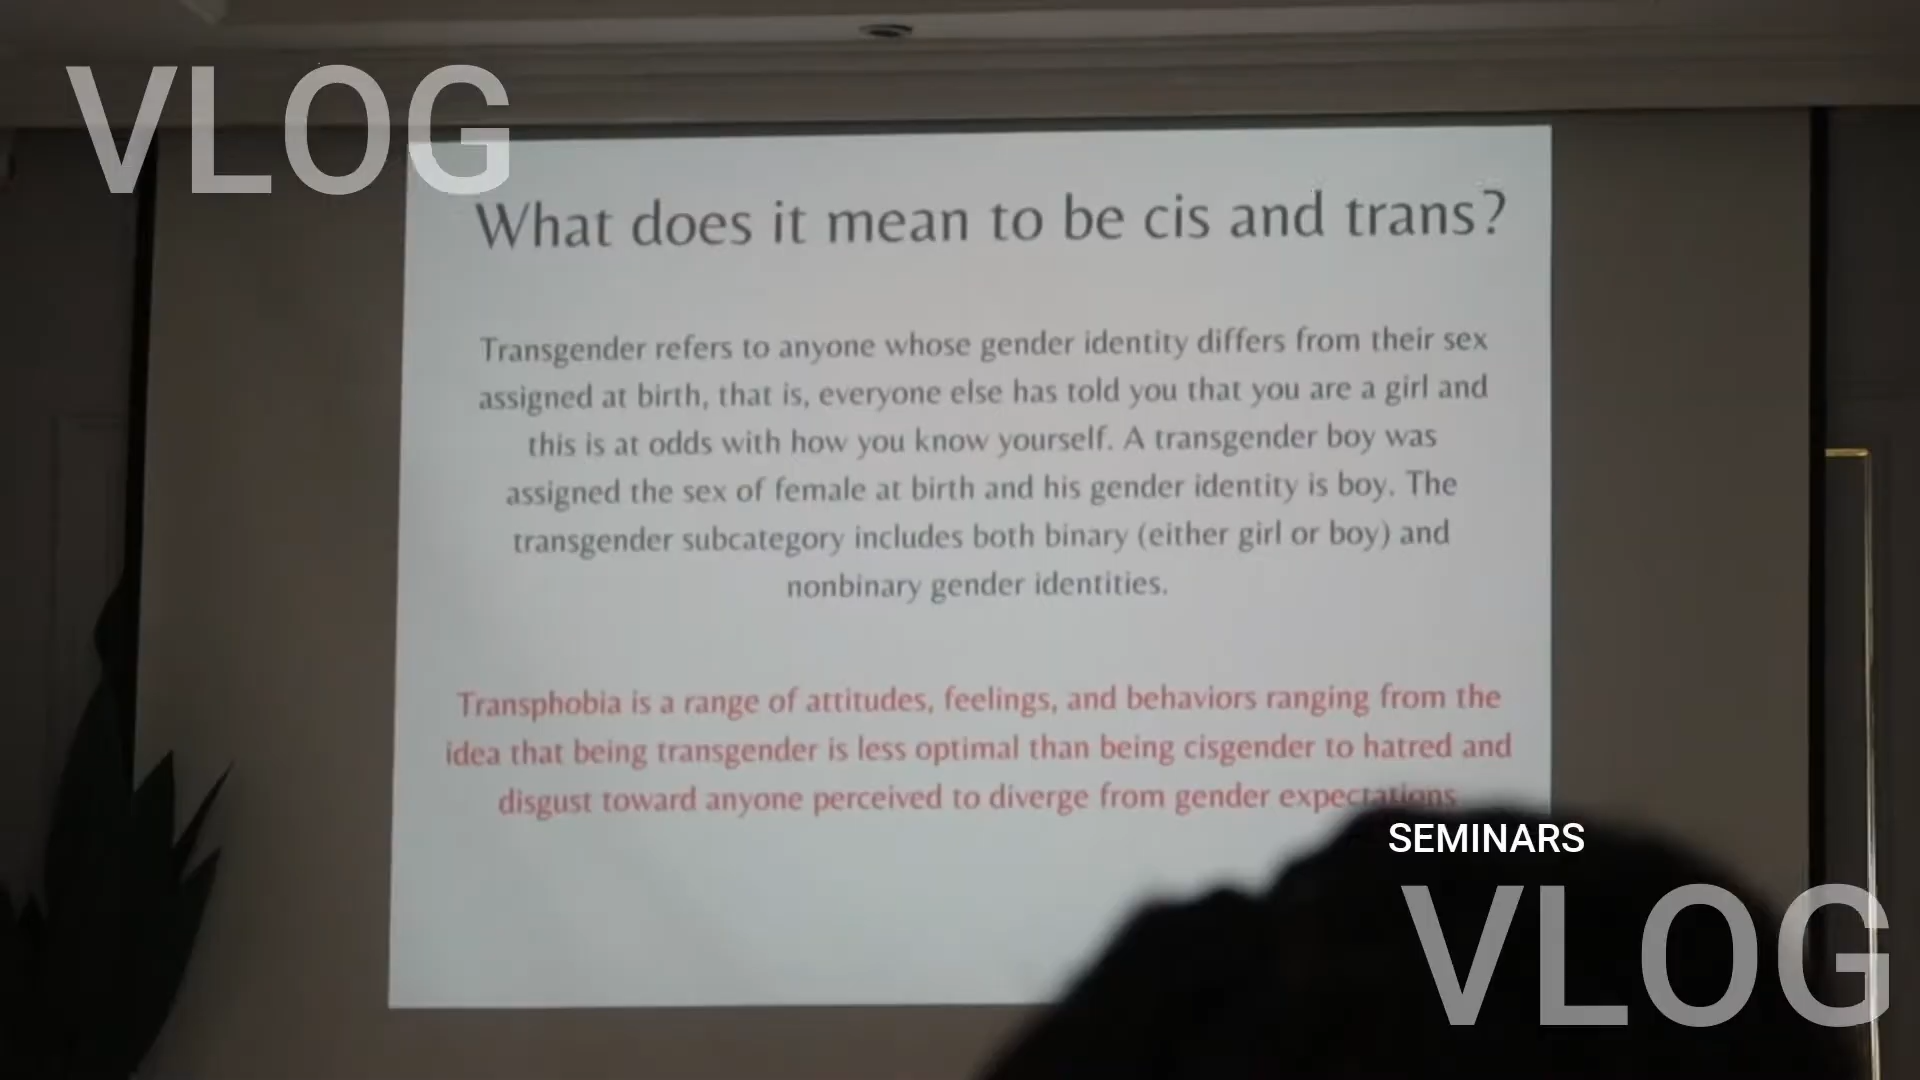 VLOG
What does it mean to be cis and trans?
Transgender refers to anyone whose gender identity differs from their sex
assigned at birth, that is, everyone else has told you that you are a girl and
this is at odds with how you know yourself. A transgender boy was
assigned the sex of female at birth and his gender identity is boy. The
transgender subcategory includes both binary (either girl or boy) and
nonbinary gender identities.
Transphobia is a range of attitudes, feelings, and behaviors ranging from the
idea that being transgender is less optimal than being cisgender to hatred and
disgust toward anyone perceived to diverge from gender expectations
SEMINARS
VLOG